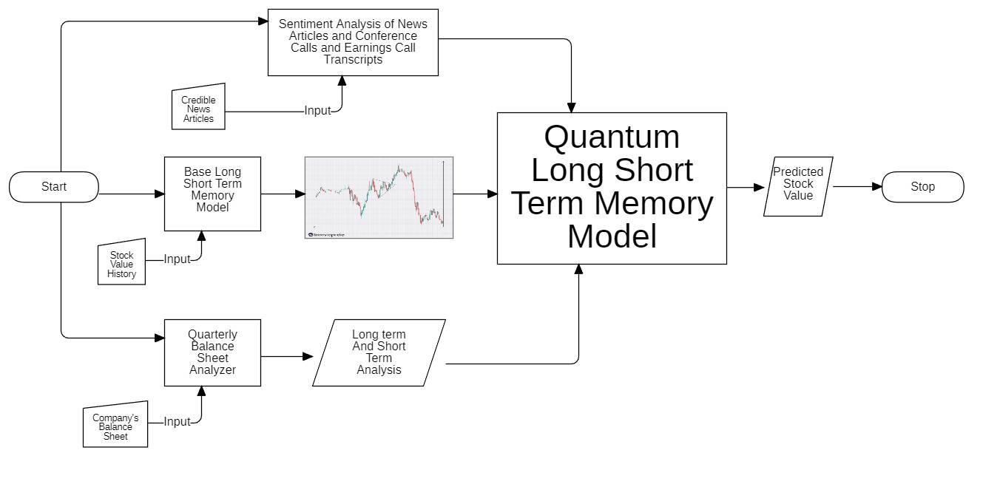 Sentiment Analysis of News
Articles and Conference
Calls and Earnings Call
Transcripts
Credible
News
Articles
Input
Start
Base Long
Short Term
Memory
Model
Investopedia
Quantum
Long Short
Term Memory
Model
Predicted
Stock
Value
Stop
Stock
Value
History
Input
Quarterly
Balance
Sheet
Analyzer
Long term
And Short
Term
Analysis
Company's
Balance
Sheet
Input